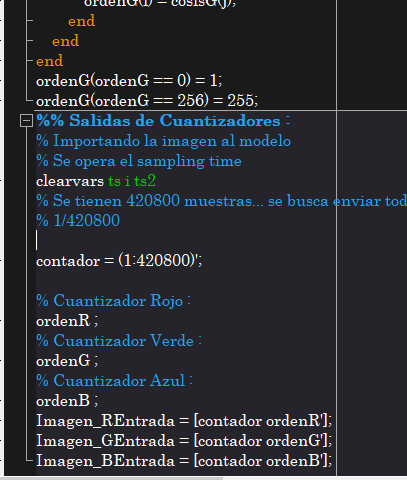 ordenG(i) = cosisG(j);
end
end
end
ordenG(ordenG == 0) = 1;
ordenG(ordenG == 256) = 255;
%% Salidas de Cuantizadores :
% Importando la imagen al modelo
% Se opera el sampling time
clearvars ts i ts2
% Se tienen 420800 muestras... se busca enviar tod
% 1/420800
contador = (1:420800)';
% Cuantizador Rojo :
ordenR ;
% Cuantizador Verde :
ordenG ;
% Cuantizador Azul :
ordenB ;
Imagen_REntrada = [contador ordenR'];
Imagen_GEntrada = [contador ordenG'];
Imagen_BEntrada = [contador ordenB'];